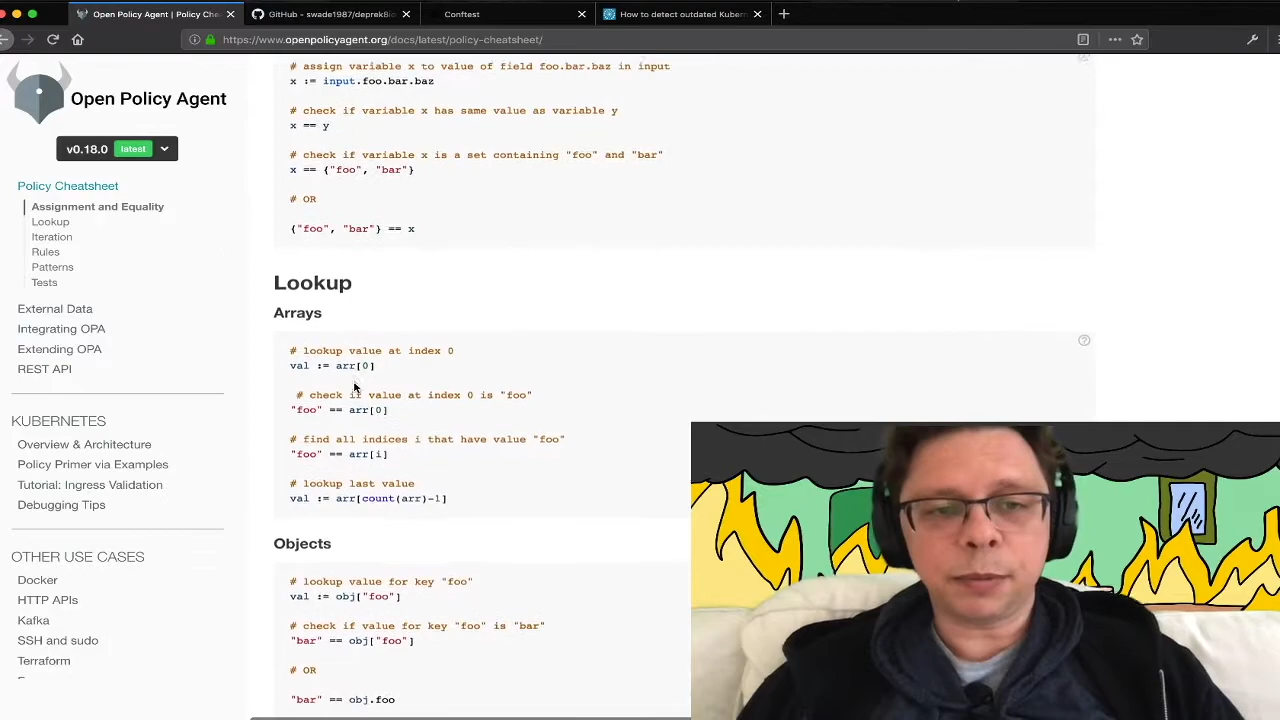 Open Policy Agent | Policy Che
GitHub - swade1987/deprek8io
Conftest
How to detect outdated Kubern
https://www.openpolicyagent.org/docs/latest/policy-cheatsheet/
Open Policy Agent
v0.18.0 latest
Policy Cheatsheet
Assignment and Equality
Lookup
Iteration
Rules
Patterns
Tests
External Data
Integrating OPA
Extending OPA
REST API
KUBERNETES
Overview & Architecture
Policy Primer via Examples
Tutorial: Ingress Validation
Debugging Tips
OTHER USE CASES
Docker
HTTP APIs
Kafka
SSH and sudo
Terraform
# assign variable x to value of field foo.bar.baz in input
x := input.foo.bar.baz
# check if variable x has same value as variable y
x == y
# check if variable x is a set containing "foo" and "bar"
x == {"foo", "bar"}
# OR
{"foo", "bar"} == x
Lookup
Arrays
# lookup value at index 0
val := arr[0]
# check if value at index 0 is "foo"
"foo" == arr[0]
# find all indices i that have value "foo"
"foo" == arr[i]
# lookup last value
val := arr[count(arr)-1]
Objects
# lookup value for key "foo"
val := obj["foo"]
# check if value for key "foo" is "bar"
"bar" == obj["foo"]
# OR
"bar" == obj.foo